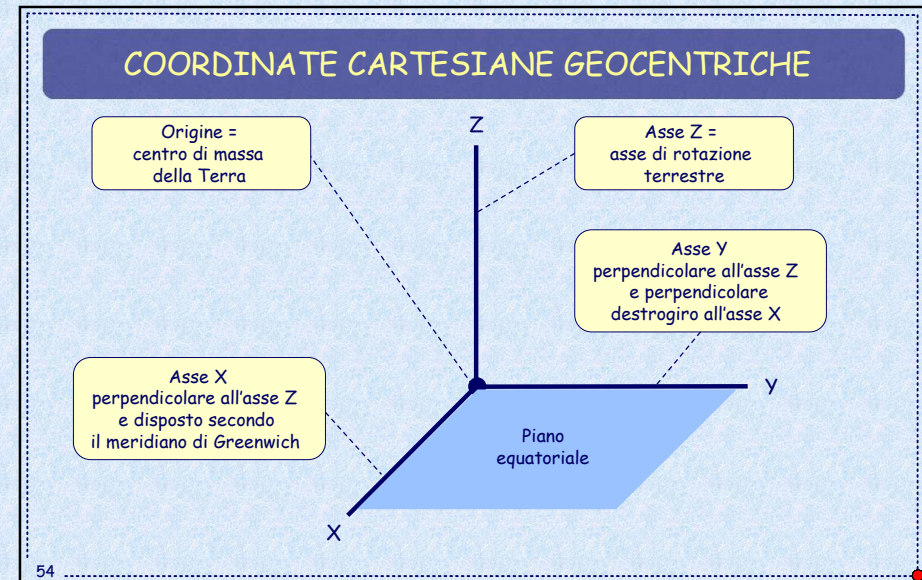 COORDINATE CARTESIANE GEOCENTRICHE
Origine =
centro di massa
della Terra
Z
Asse Z =
asse di rotazione
terrestre
Asse Y
perpendicolare all'asse Z
e perpendicolare
destrogiro all'asse X
Asse X
perpendicolare all'asse Z
e disposto secondo
il meridiano di Greenwich
Y
Piano
equatoriale
X
54